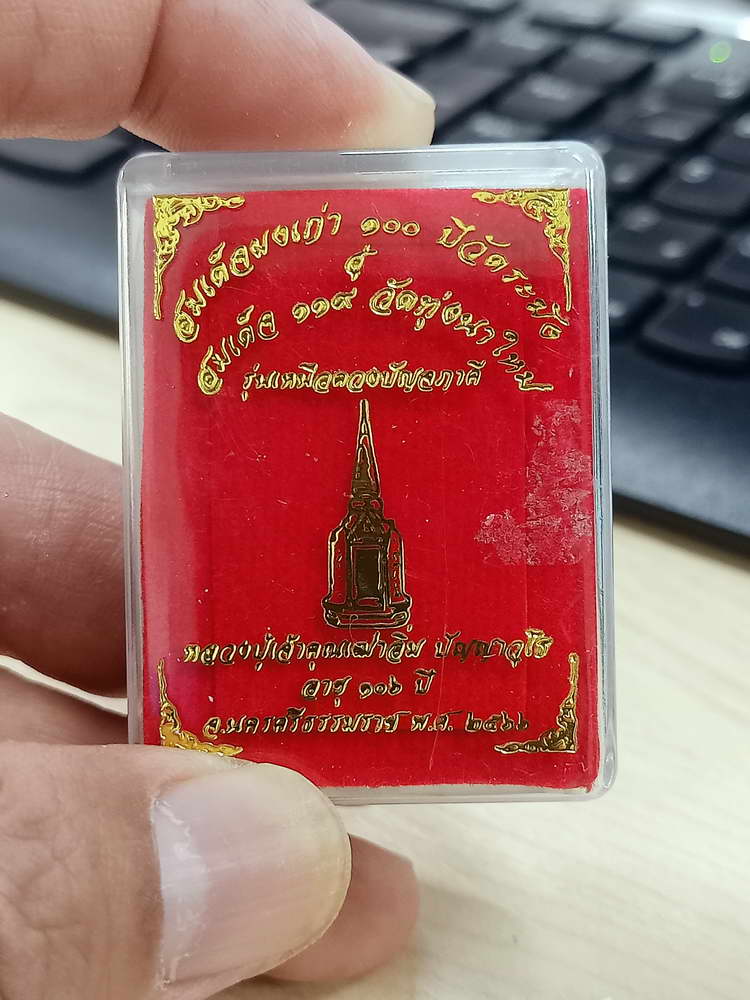 สมเด็จผงเก่า ๑๐๐ ปีวัดระฆัง
สู่
สมเด็จ ๑๑๙ วัดทุ่งนาใหม่
รุ่นเหนือดวงปัญจภาคี
หลวงปู่เจ้าคุณเฒ่าอิ่ม ปัญญาวุโธ
อายุ ๑๐๖ ปี
จ.นครศรีธรรมราช พ.ศ. ๒๕๖๖